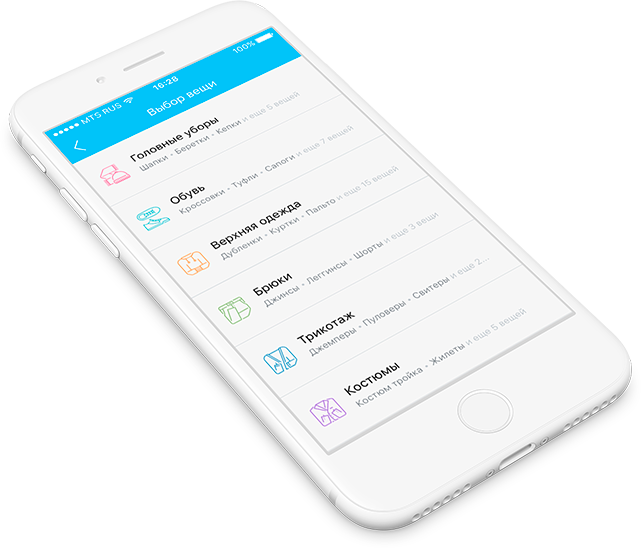 MTS RUS 16:28 100%
Выбор вещи
Головные уборы
Шапки • Беретки • Кепки и еще 5 вещей
Обувь
Кроссовки • Туфли • Сапоги и еще 7 вещей
Верхняя одежда
Дубленки • Куртки • Пальто и еще 15 вещей
Брюки
Джинсы • Леггинсы • Шорты и еще 3 вещи
Трикотаж
Джемперы • Пуловеры • Свитеры и еще 2...
Костюмы
Костюм тройка • Жилеты и еще 5 вещей